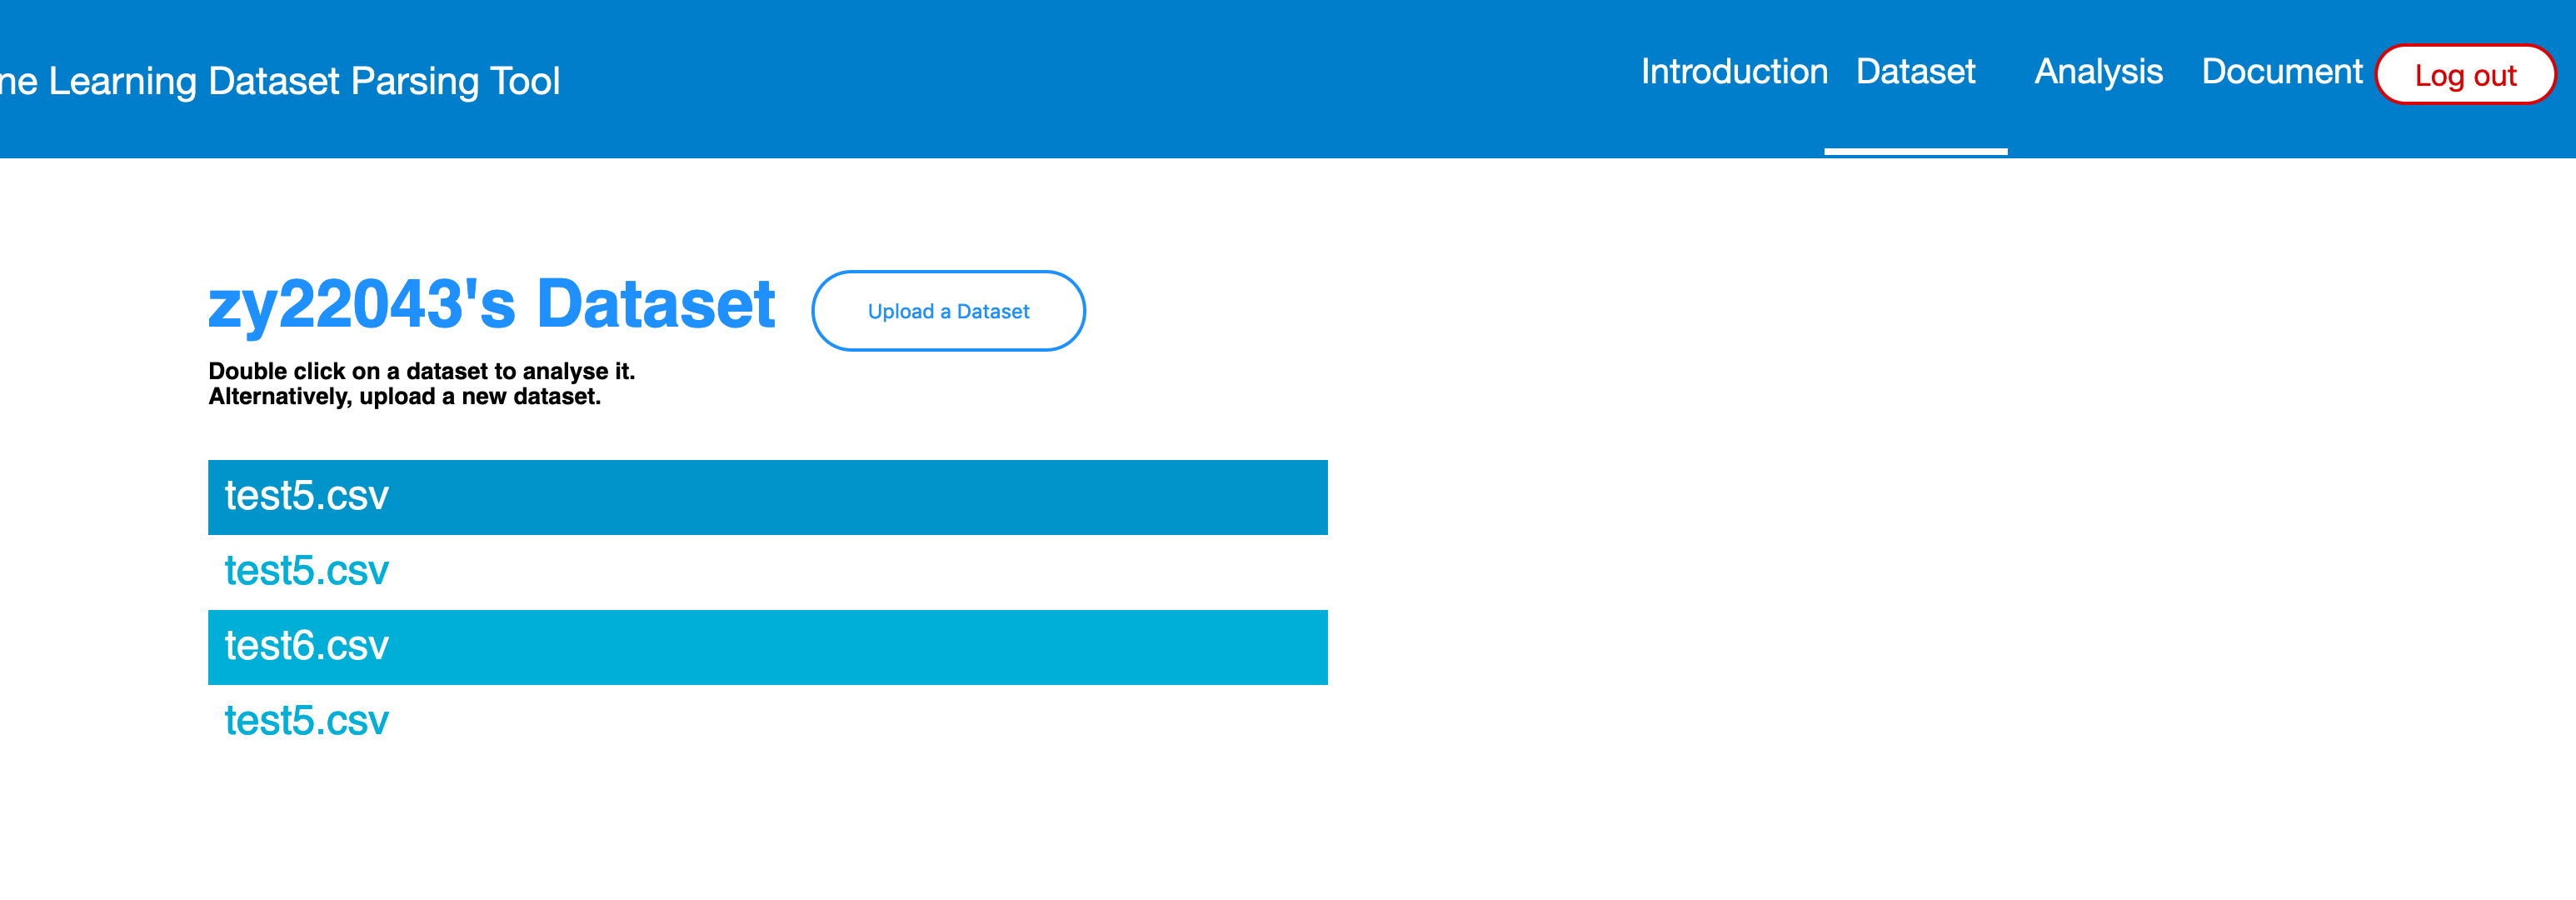 ne Learning Dataset Parsing Tool
Introduction Dataset Analysis Document Log out
zy22043's Dataset Upload a Dataset
Double click on a dataset to analyse it.
Alternatively, upload a new dataset.
test5.csv
test5.csv
test6.csv
test5.csv